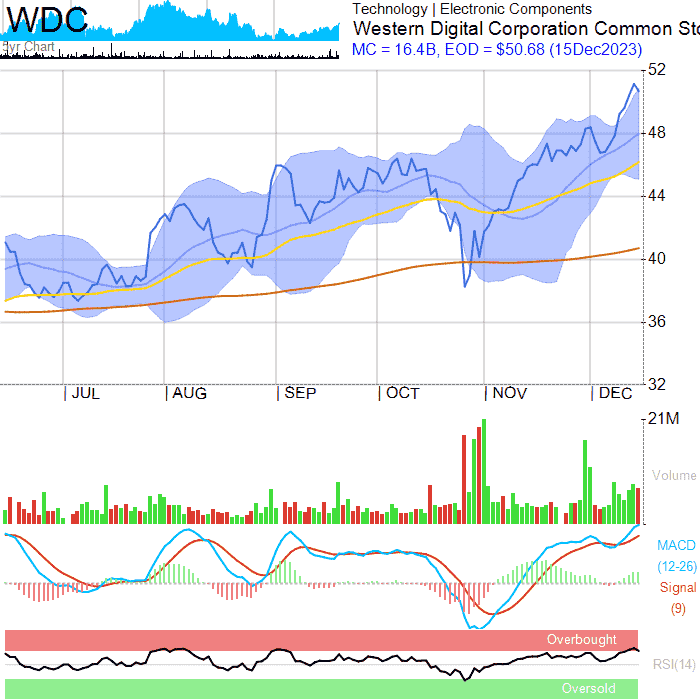 WDC
5yr Chart
Technology | Electronic Components
Western Digital Corporation Common Sto
MC = 16.4B, EOD = $50.68 (15Dec2023)
52
48
44
40
36
32
JUL AUG SEP OCT NOV DEC
21M
Volume
MACD
(12-26)
Signal
(9)
Overbought
RSI(14)
Oversold